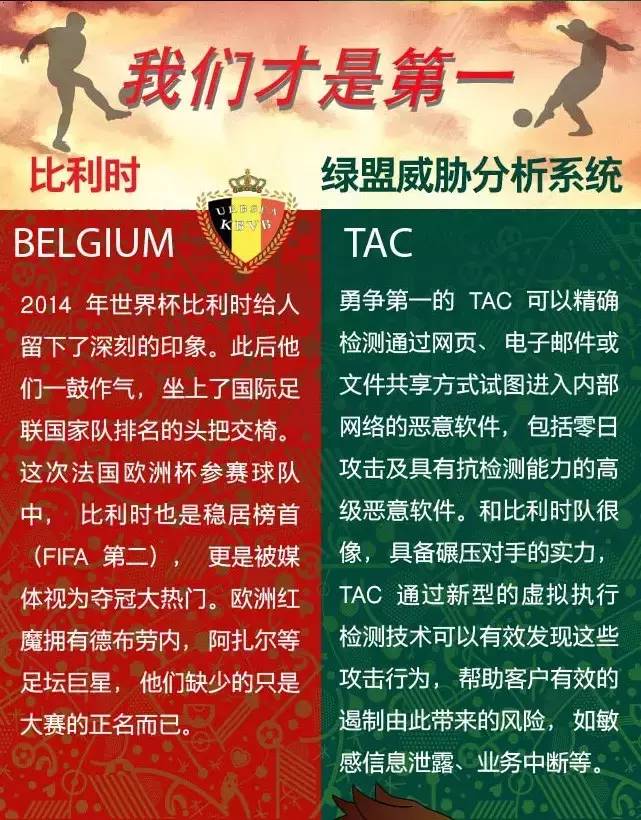 我们才是第一
比利时
绿盟威胁分析系统
URBSFA
KBVB
BELGIUM
2014 年世界杯比利时给人
留下了深刻的印象。此后他
们一鼓作气，坐上了国际足
联国家队排名的头把交椅。
这次法国欧洲杯参赛球队
中， 比利时也是稳居榜首
（FIFA 第二）， 更是被媒
体视为夺冠大热门。欧洲红
魔拥有德布劳内，阿扎尔等
足坛巨星，他们缺少的只是
大赛的正名而已。
TAC
勇争第一的 TAC 可以精确
检测通过网页、电子邮件或
文件共享方式试图进入内部
网络的恶意软件，包括零日
攻击及具有抗检测能力的高
级恶意软件。和比利时队很
像，具备碾压对手的实力，
TAC 通过新型的虚拟执行
检测技术可以有效发现这些
攻击行为，帮助客户有效的
遏制由此带来的风险，如敏
感信息泄露、业务中断等。